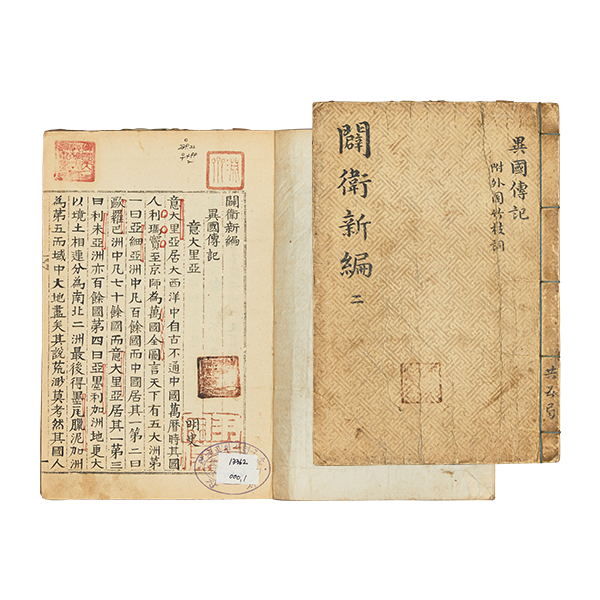 闢衛新編
異國傳記
意大里亞
明史
意大里亞居大西洋中自古不通中國萬曆時其國
人利瑪竇至京師為萬國全圖言天下有五大洲第
一曰亞細亞洲中凡百餘國而中國居其一第二曰
歐羅巴洲中凡七十餘國而意大里亞居其一第三
曰利未亞洲亦百餘國第四曰亞墨利加洲地更大
以境土相連分為南北二洲最後得墨瓦臘泥加洲
為第五而域中大地盡矣其說荒渺莫考然其國人
17362
000,1
異國傳記
附外國竹枝詞
闢衛新編 二
共五